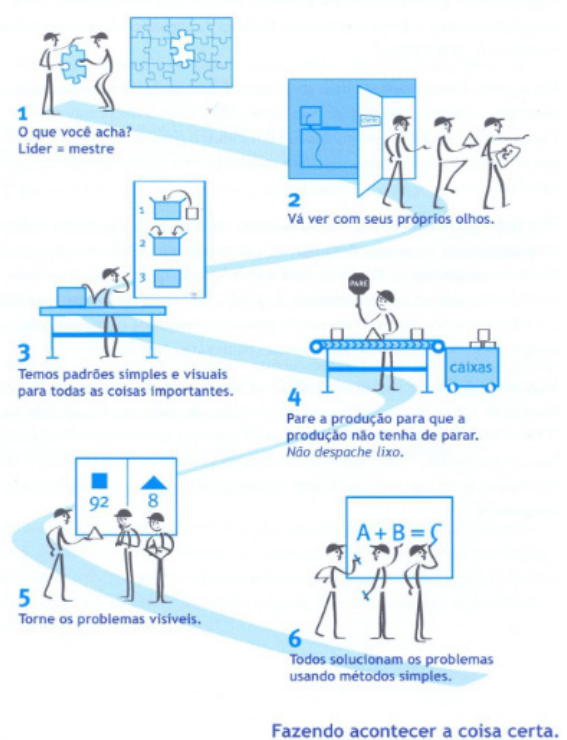 1
O que você acha?
Líder = mestre
2
Vá ver com seus próprios olhos.
1
2
3
3
Temos padrões simples e visuais
para todas as coisas importantes.
PARE
caixas
4
Pare a produção para que a
produção não tenha de parar.
Não despache lixo.
92
8
5
Torne os problemas visíveis.
A + B = C
6
Todos solucionam os problemas
usando métodos simples.
Fazendo acontecer a coisa certa.